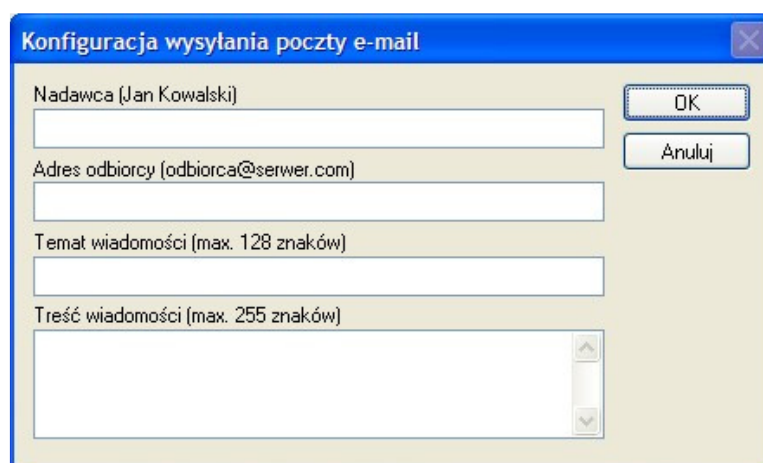 Konfiguracja wysyłania poczty e-mail
Nadawca (Jan Kowalski)
OK
Anuluj
Adres odbiorcy (odbiorca@serwer.com)
Temat wiadomości (max. 128 znaków)
Treść wiadomości (max. 255 znaków)